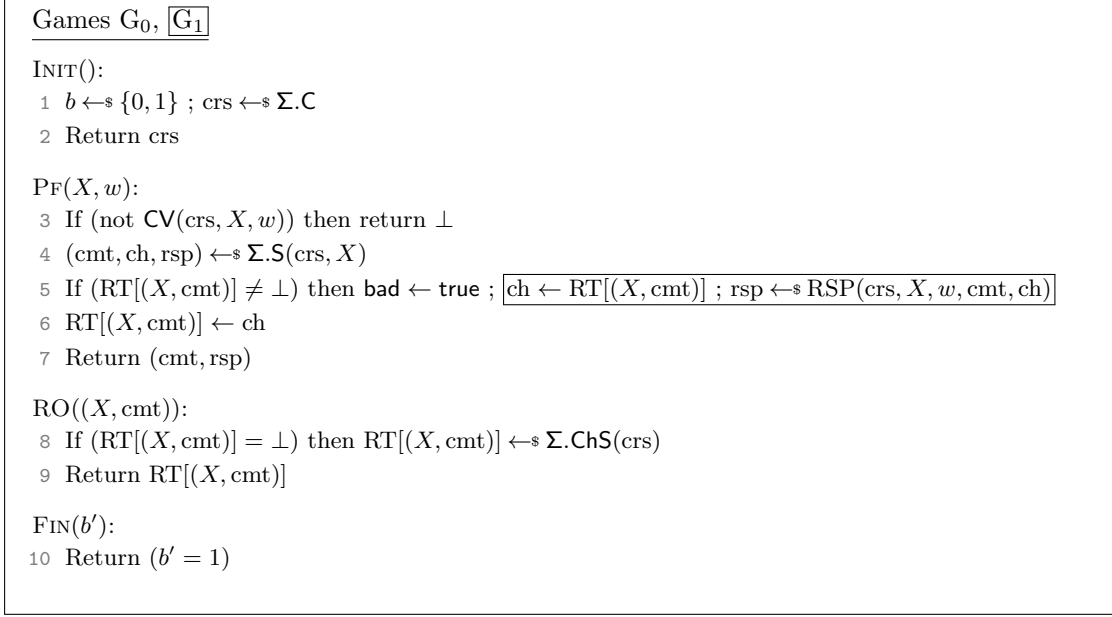 Games G₀, G₁
INIT():
1 b ←$ {0, 1} ; crs ←$ Σ.C
2 Return crs
PF(X, w):
3 If (not CV(crs, X, w)) then return ⊥
4 (cmt, ch, rsp) ←$ Σ.S(crs, X)
5 If (RT[(X, cmt)] ≠ ⊥) then bad ← true ; ch ← RT[(X, cmt)] ; rsp ←$ RSP(crs, X, w, cmt, ch)
6 RT[(X, cmt)] ← ch
7 Return (cmt, rsp)
RO((X, cmt)):
8 If (RT[(X, cmt)] = ⊥) then RT[(X, cmt)] ←$ Σ.ChS(crs)
9 Return RT[(X, cmt)]
FIN(b′):
10 Return (b′ = 1)